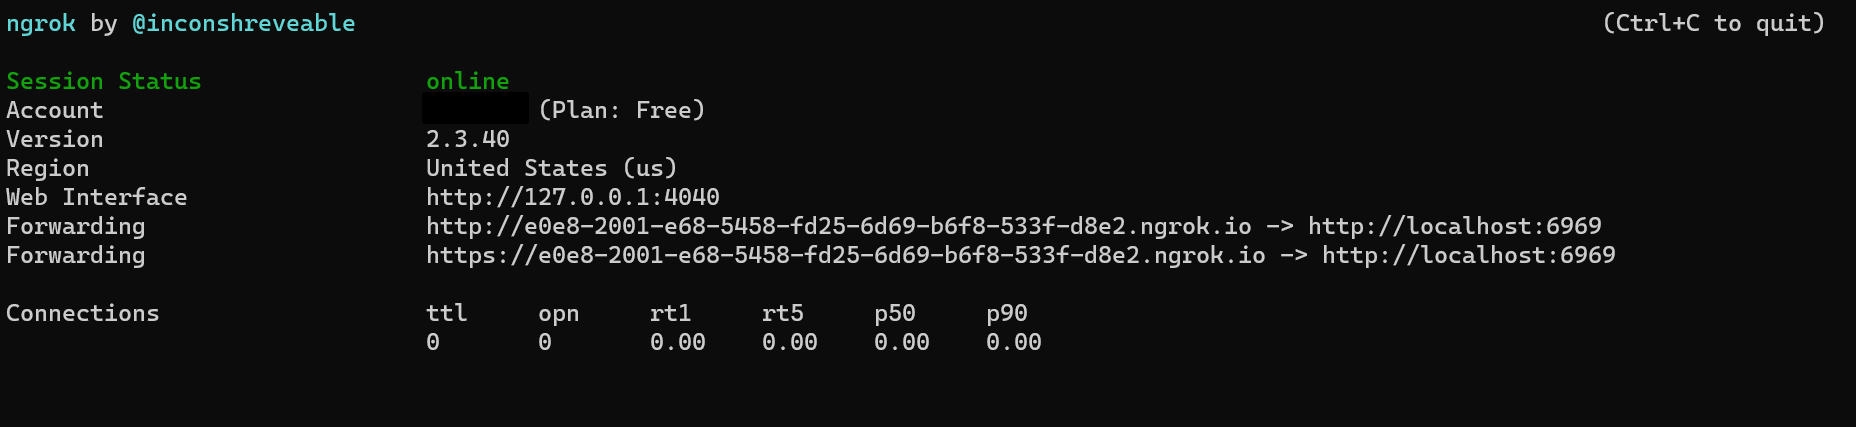 ngrok by @inconshreveable (Ctrl+C to quit)
Session Status online
Account (Plan: Free)
Version 2.3.40
Region United States (us)
Web Interface http://127.0.0.1:4040
Forwarding http://e0e8-2001-e68-5458-fd25-6d69-b6f8-533f-d8e2.ngrok.io -> http://localhost:6969
Forwarding https://e0e8-2001-e68-5458-fd25-6d69-b6f8-533f-d8e2.ngrok.io -> http://localhost:6969
Connections ttl opn rt1 rt5 p50 p90
0 0 0.00 0.00 0.00 0.00